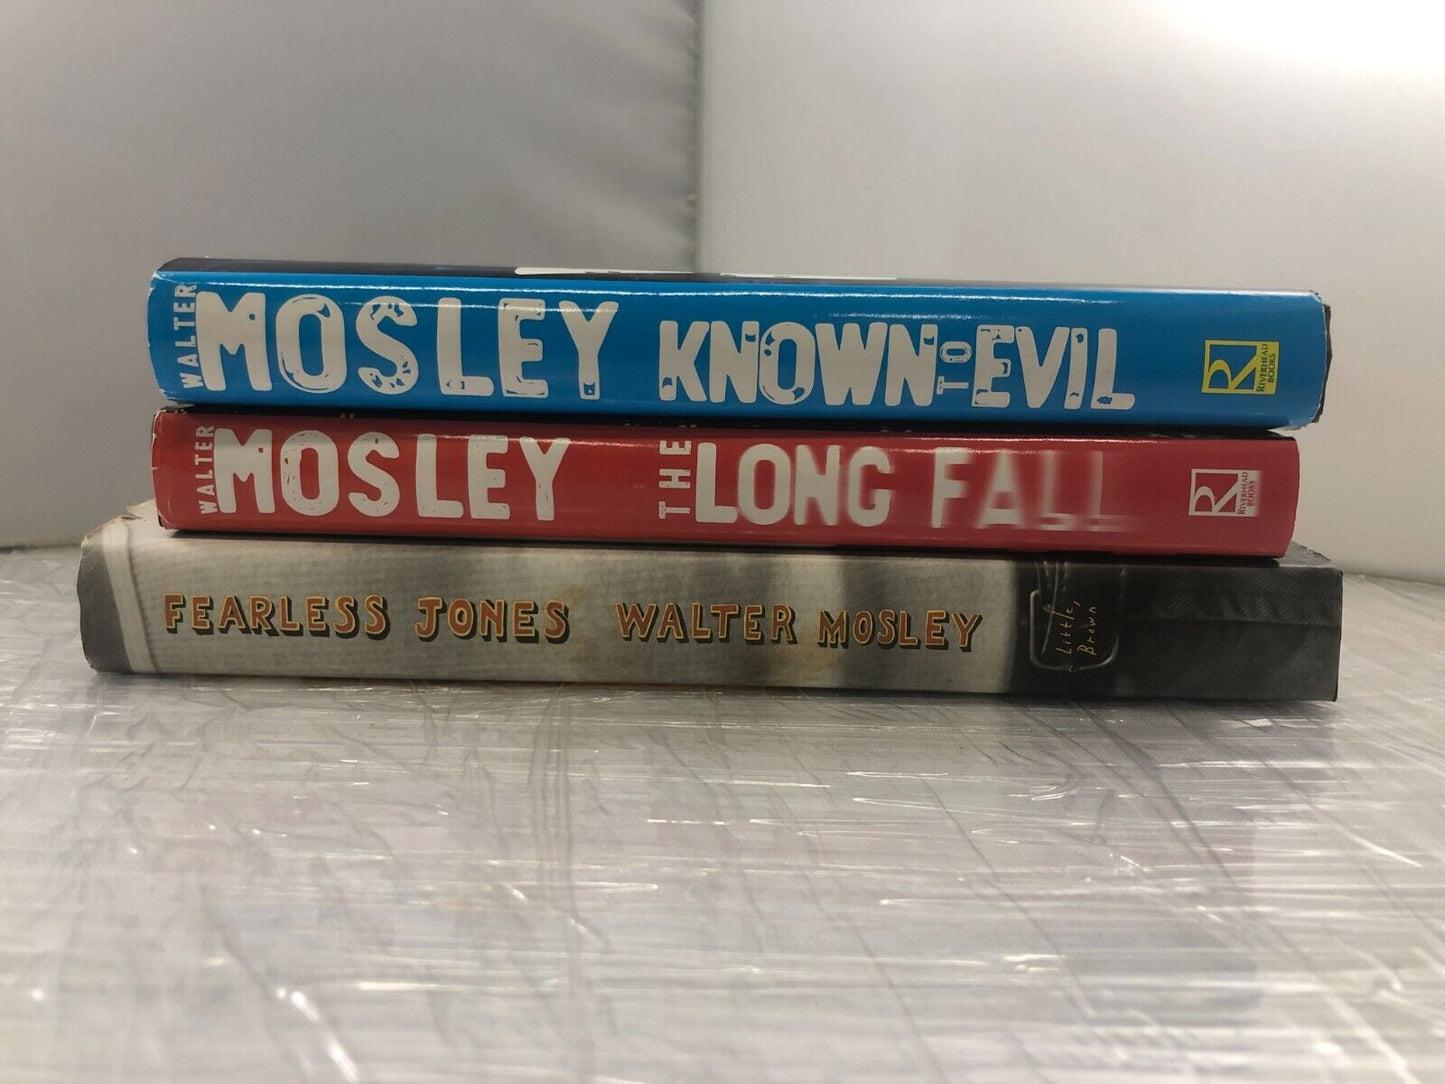 WALTER MOSLEY KNOWN TO EVIL R RIVERHEAD BOOKS
WALTER MOSLEY THE LONG FALL R RIVERHEAD BOOKS
FEARLESS JONES WALTER MOSLEY Little, Brown